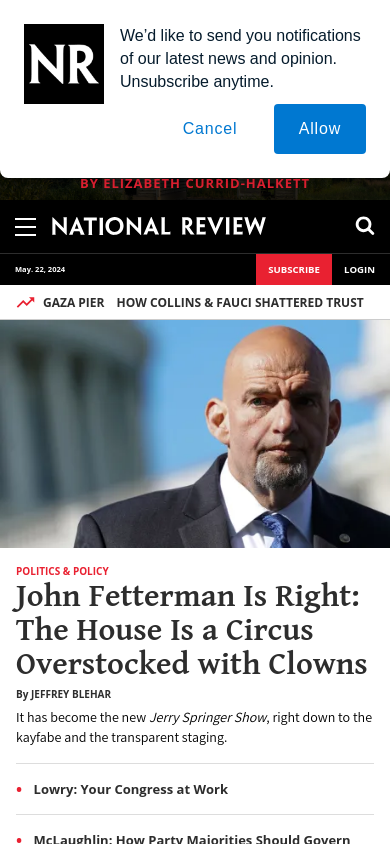 NR
We’d like to send you notifications
of our latest news and opinion.
Unsubscribe anytime.
Cancel
Allow
BY ELIZABETH CURRID-HALKETT
NATIONAL REVIEW
May. 22, 2024
SUBSCRIBE
LOGIN
GAZA PIER HOW COLLINS & FAUCI SHATTERED TRUST
POLITICS & POLICY
John Fetterman Is Right:
The House Is a Circus
Overstocked with Clowns
By JEFFREY BLEHAR
It has become the new Jerry Springer Show, right down to the
kayfabe and the transparent staging.
• Lowry: Your Congress at Work
• McLaughlin: How Party Majorities Should Govern